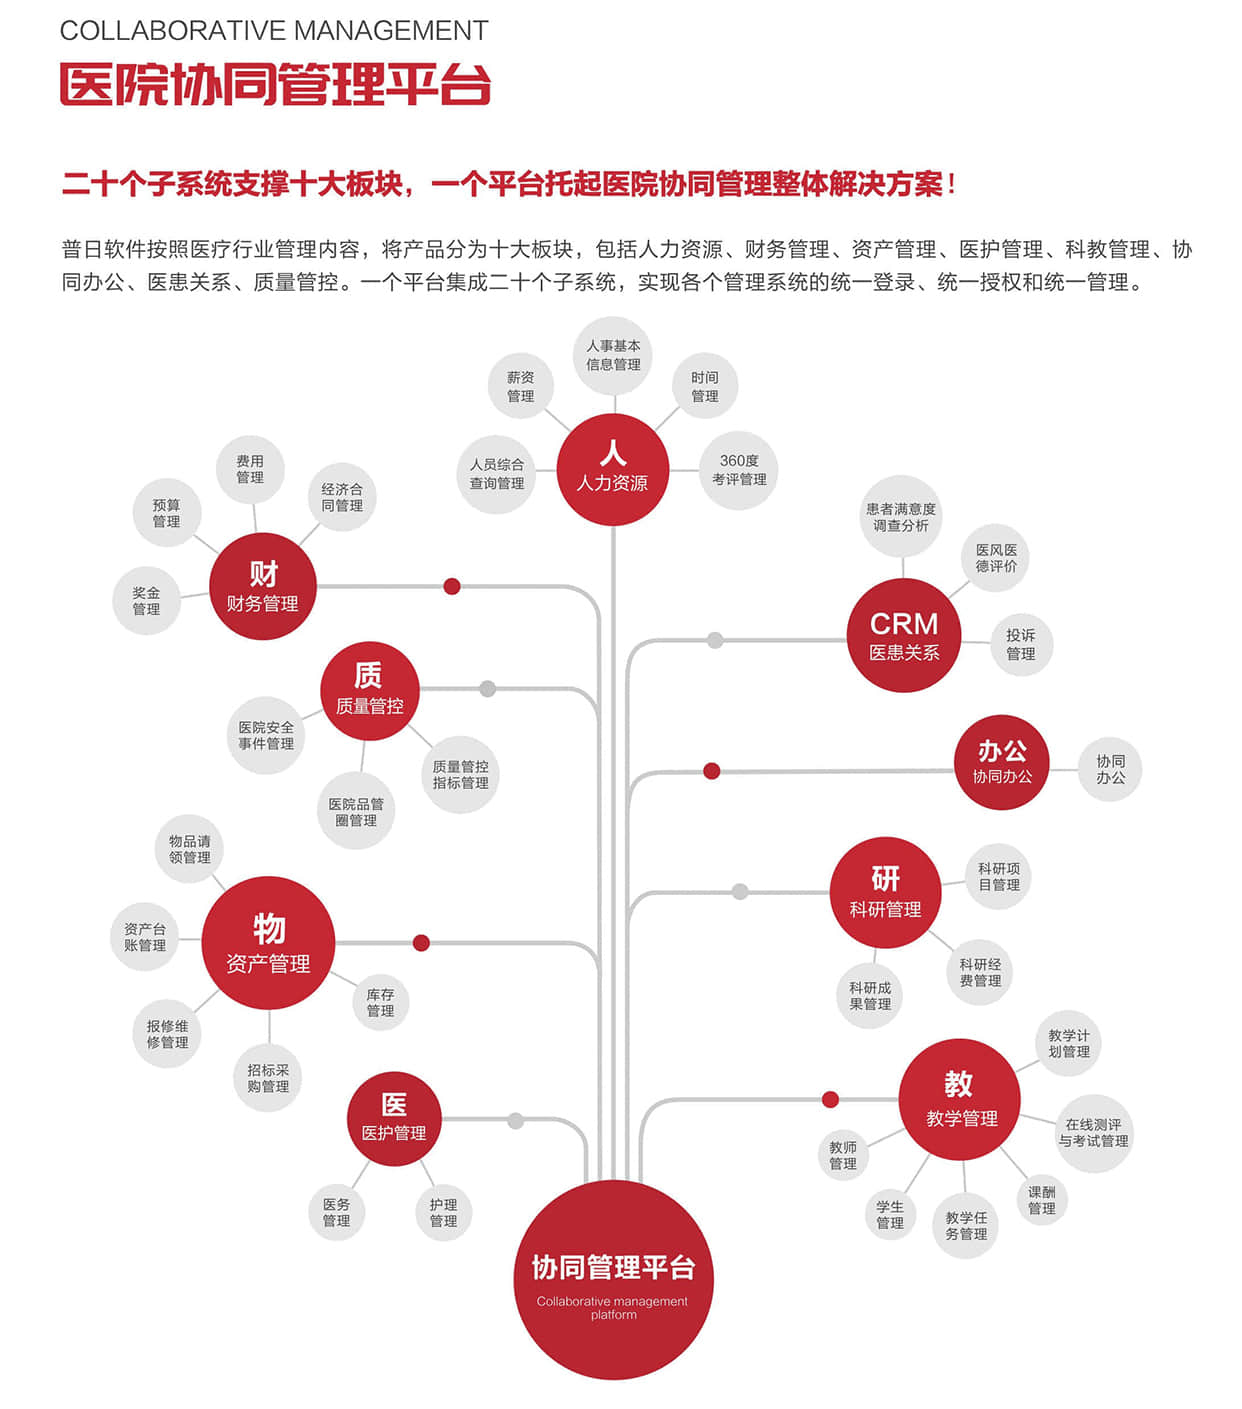 COLLABORATIVE MANAGEMENT
医院协同管理平台
二十个子系统支撑十大板块，一个平台托起医院协同管理整体解决方案！
普日软件按照医疗行业管理内容，将产品分为十大板块，包括人力资源、财务管理、资产管理、医护管理、科教管理、协
同办公、医患关系、质量管控。一个平台集成二十个子系统，实现各个管理系统的统一登录、统一授权和统一管理。
人事基本
信息管理
薪资
管理
时间
管理
人员综合
查询管理
360度
考评管理
人
人力资源
费用
管理
经济合
同管理
预算
管理
奖金
管理
财
财务管理
患者满意度
调查分析
医风医
德评价
投诉
管理
CRM
医患关系
质
质量管控
医院安全
事件管理
医院品管
圈管理
质量管控
指标管理
办公
协同办公
协同
办公
物品请
领管理
资产台
账管理
报修维
修管理
招标采
购管理
库存
管理
物
资产管理
研
科研管理
科研项
目管理
科研经
费管理
科研成
果管理
医
医护管理
医务
管理
护理
管理
教
教学管理
教学计
划管理
在线测评
与考试管理
课酬
管理
教学任
务管理
学生
管理
教师
管理
协同管理平台
Collaborative management
platform